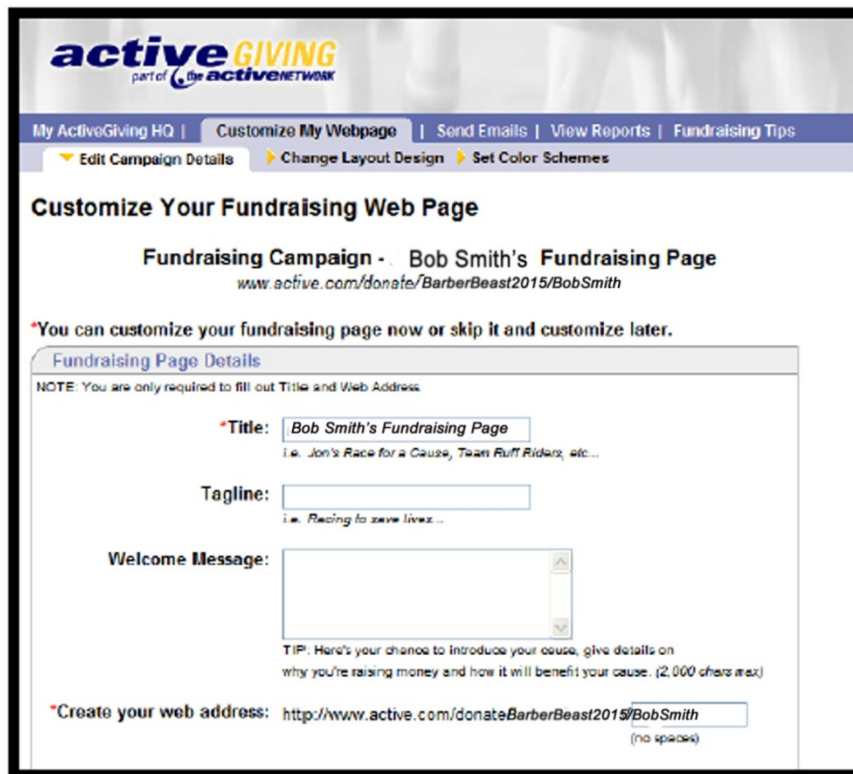 active GIVING
part of the activeNETWORK
My ActiveGiving HQ | Customize My Webpage | Send Emails | View Reports | Fundraising Tips
Edit Campaign Details Change Layout Design Set Color Schemes
Customize Your Fundraising Web Page
Fundraising Campaign - Bob Smith's Fundraising Page
www.active.com/donate/BarberBeast2015/BobSmith
*You can customize your fundraising page now or skip it and customize later.
Fundraising Page Details
NOTE: You are only required to fill out Title and Web Address
*Title: Bob Smith's Fundraising Page
i.e. Jon's Race for a Cause, Team Ruff Riders, etc...
Tagline:
i.e. Racing to save lives...
Welcome Message:
TIP: Here's your chance to introduce your cause, give details on
why you're raising money and how it will benefit your cause. (2,000 chars max)
*Create your web address: http://www.active.com/donateBarberBeast2015/BobSmith
(no spaces)